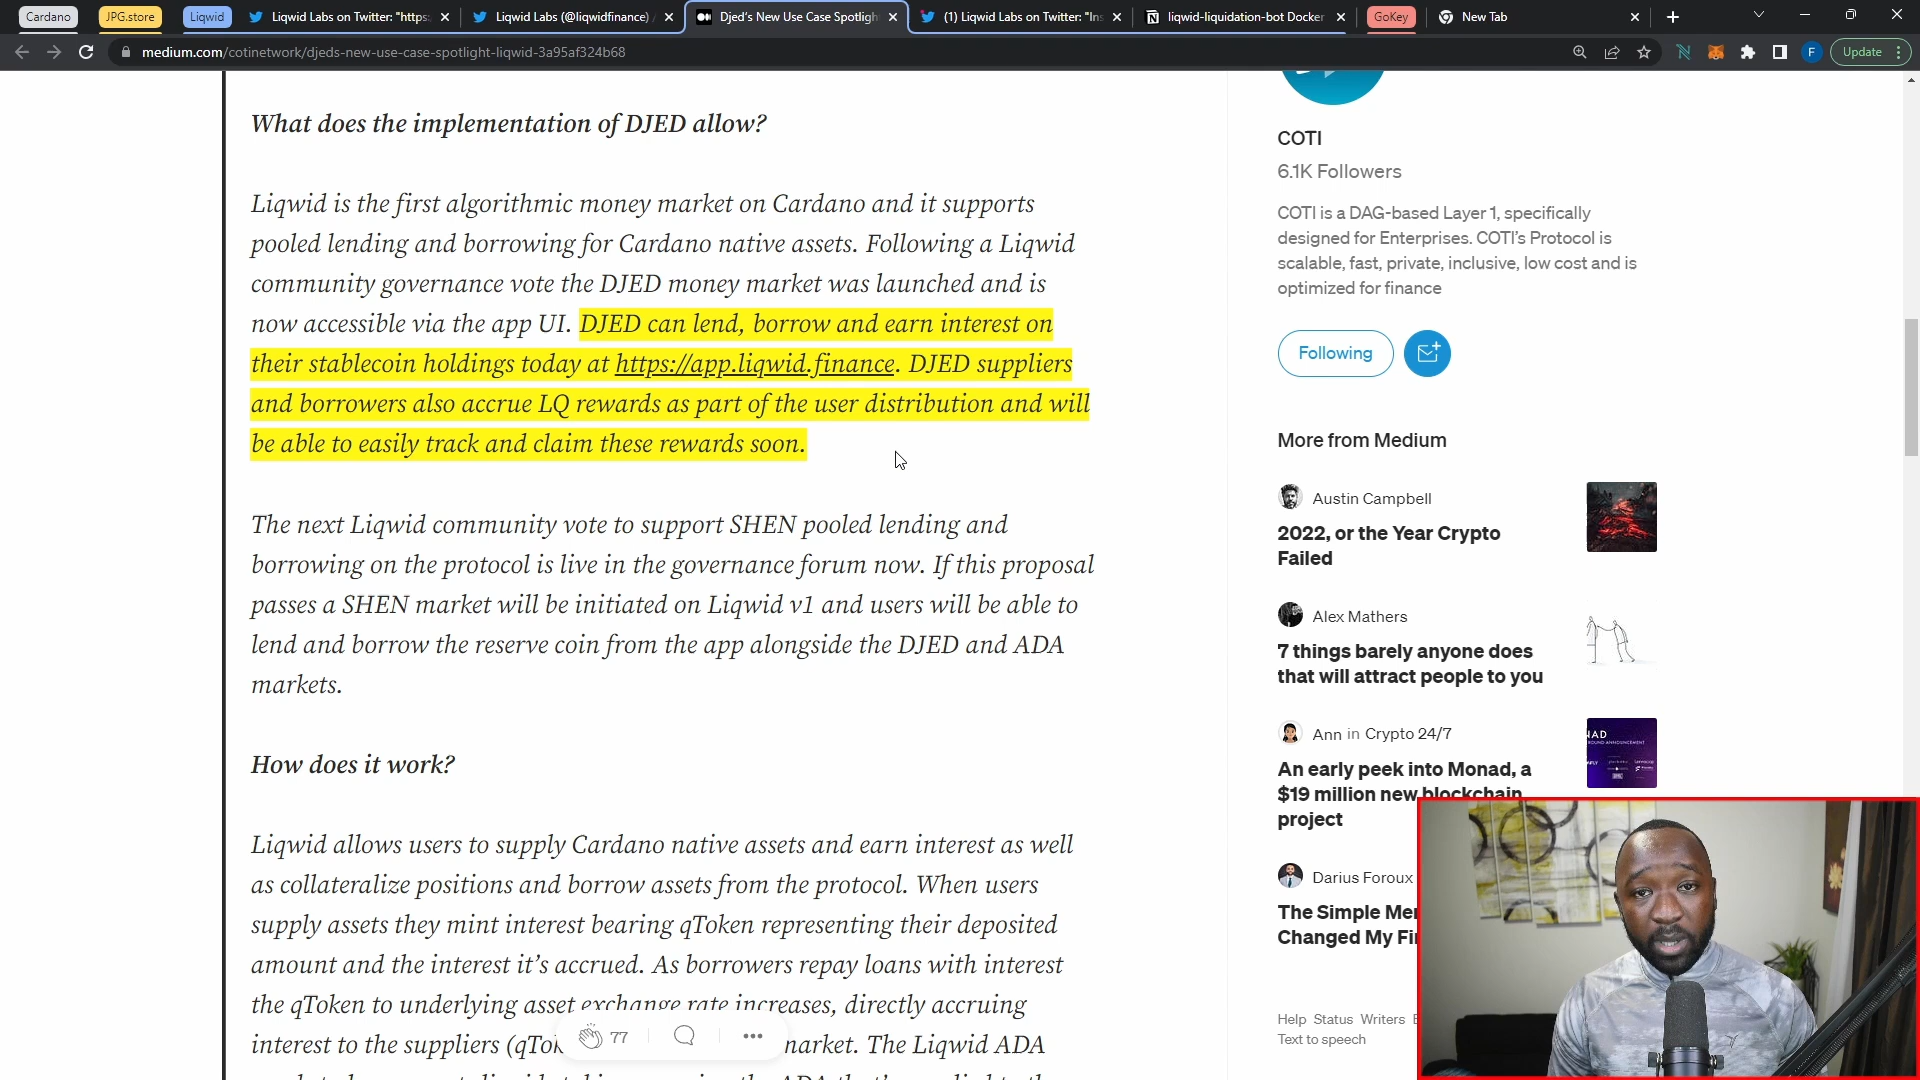 Cardano
JPG.store
Liqwid
Liqwid Labs on Twitter: "https:
Liqwid Labs (@liqwidfinance) /
Djed's New Use Case Spotligh
(1) Liqwid Labs on Twitter: "Ins
liqwid-liquidation-bot Docker
GoKey
New Tab
medium.com/cotinetwork/djeds-new-use-case-spotlight-liqwid-3a95af324b68
F
Update
What does the implementation of DJED allow?
Liqwid is the first algorithmic money market on Cardano and it supports
pooled lending and borrowing for Cardano native assets. Following a Liqwid
community governance vote the DJED money market was launched and is
now accessible via the app UI. DJED can lend, borrow and earn interest on
their stablecoin holdings today at https://app.liqwid.finance. DJED suppliers
and borrowers also accrue LQ rewards as part of the user distribution and will
be able to easily track and claim these rewards soon.
The next Liqwid community vote to support SHEN pooled lending and
borrowing on the protocol is live in the governance forum now. If this proposal
passes a SHEN market will be initiated on Liqwid v1 and users will be able to
lend and borrow the reserve coin from the app alongside the DJED and ADA
markets.
How does it work?
Liqwid allows users to supply Cardano native assets and earn interest as well
as collateralize positions and borrow assets from the protocol. When users
supply assets they mint interest bearing qToken representing their deposited
amount and the interest it's accrued. As borrowers repay loans with interest
the qToken to underlying asset exchange rate increases, directly accruing
interest to the suppliers (qTok market. The Liqwid ADA
77
COTI
6.1K Followers
COTI is a DAG-based Layer 1, specifically
designed for Enterprises. COTI's Protocol is
scalable, fast, private, inclusive, low cost and is
optimized for finance
Following
More from Medium
Austin Campbell
2022, or the Year Crypto
Failed
Alex Mathers
7 things barely anyone does
that will attract people to you
Ann in Crypto 24/7
An early peek into Monad, a
$19 million new blockchain
project
Darius Foroux
The Simple Mer
Changed My Fi
Help Status Writers
Text to speech